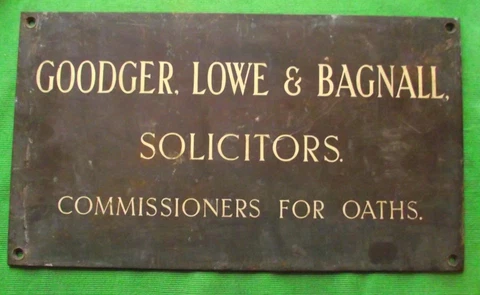 GOODGER. LOWE & BAGNALL,
SOLICITORS.
COMMISSIONERS FOR OATHS.